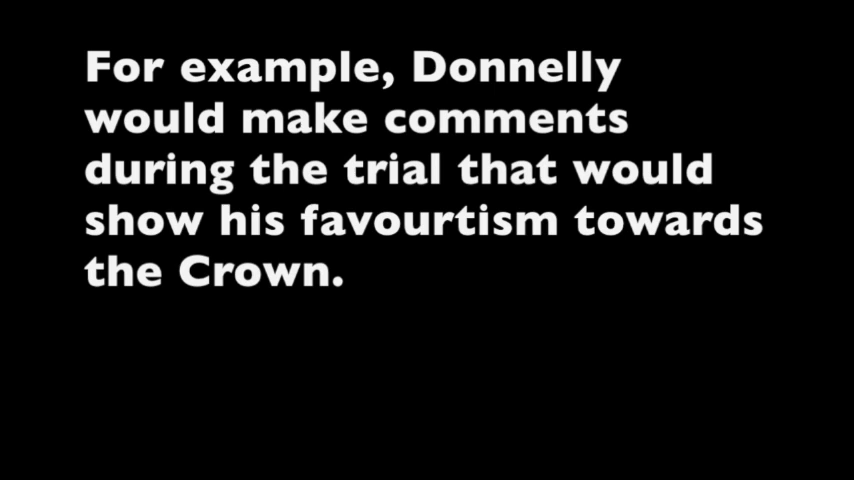 For example, Donnelly
would make comments
during the trial that would
show his favourtism towards
the Crown.